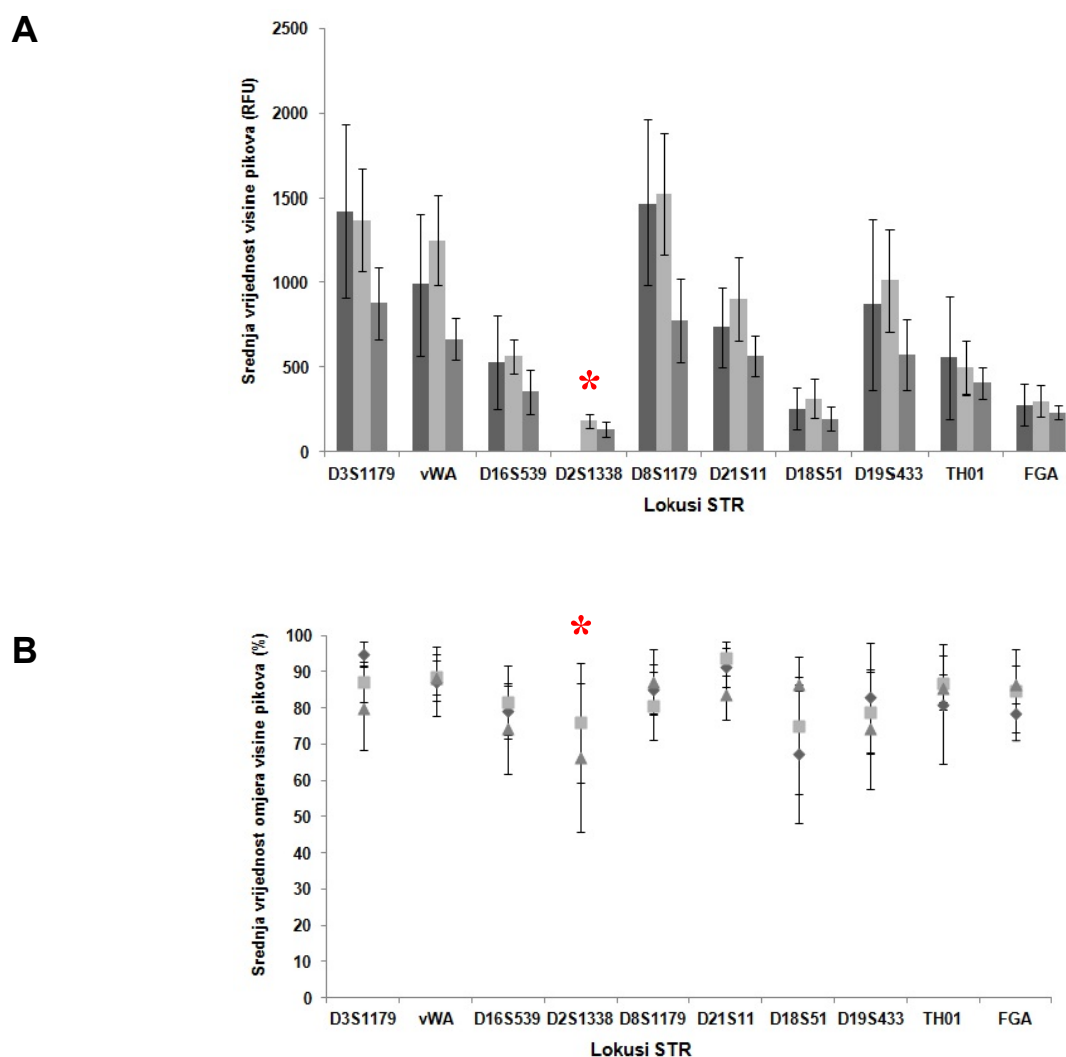 A
Srednja vrijednost visine pikova (RFU)
2500
2000
1500
1000
500
0
D3S1179 vWA D16S539 D2S1338 D8S1179 D21S11 D18S51 D19S433 TH01 FGA
*
Lokusi STR
B
Srednja vrijednost omjera visine pikova (%)
100
90
80
70
60
50
40
30
20
10
0
*
D3S1179 vWA D16S539 D2S1338 D8S1179 D21S11 D18S51 D19S433 TH01 FGA
Lokusi STR